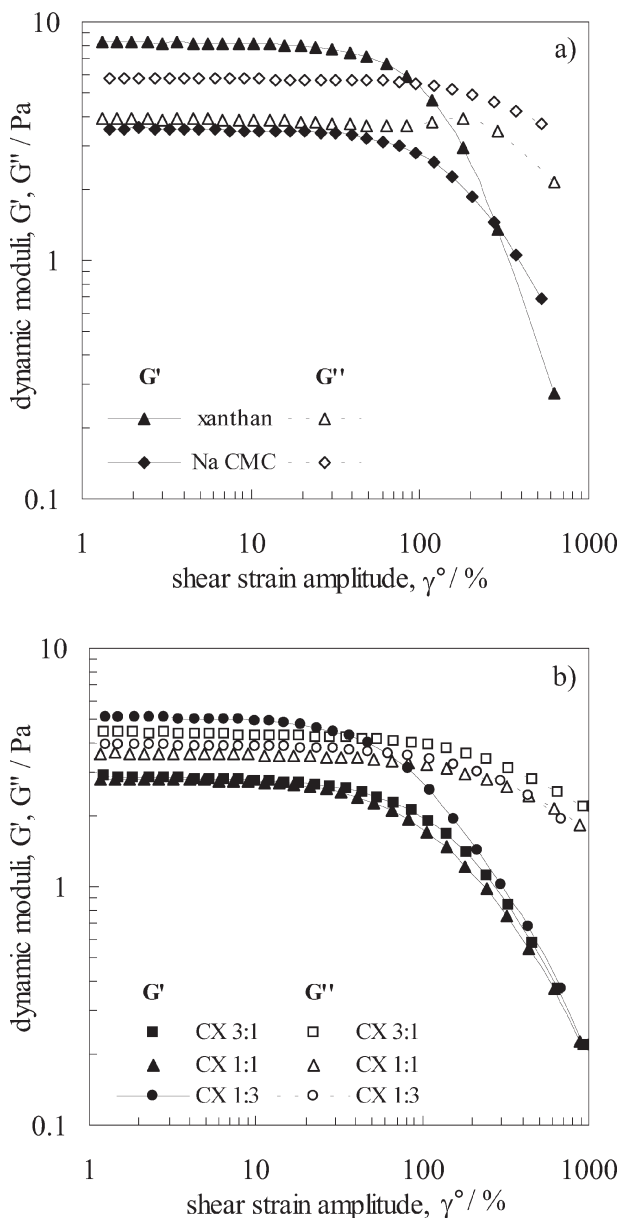 10
a)
dynamic moduli, G', G" / Pa
1
G' G''
xanthan
Na CMC
0.1
1 10 100 1000
shear strain amplitude, γ° / %
10
b)
dynamic moduli, G', G" / Pa
1
G' G''
CX 3:1 CX 3:1
CX 1:1 CX 1:1
CX 1:3 CX 1:3
0.1
1 10 100 1000
shear strain amplitude, γ° / %